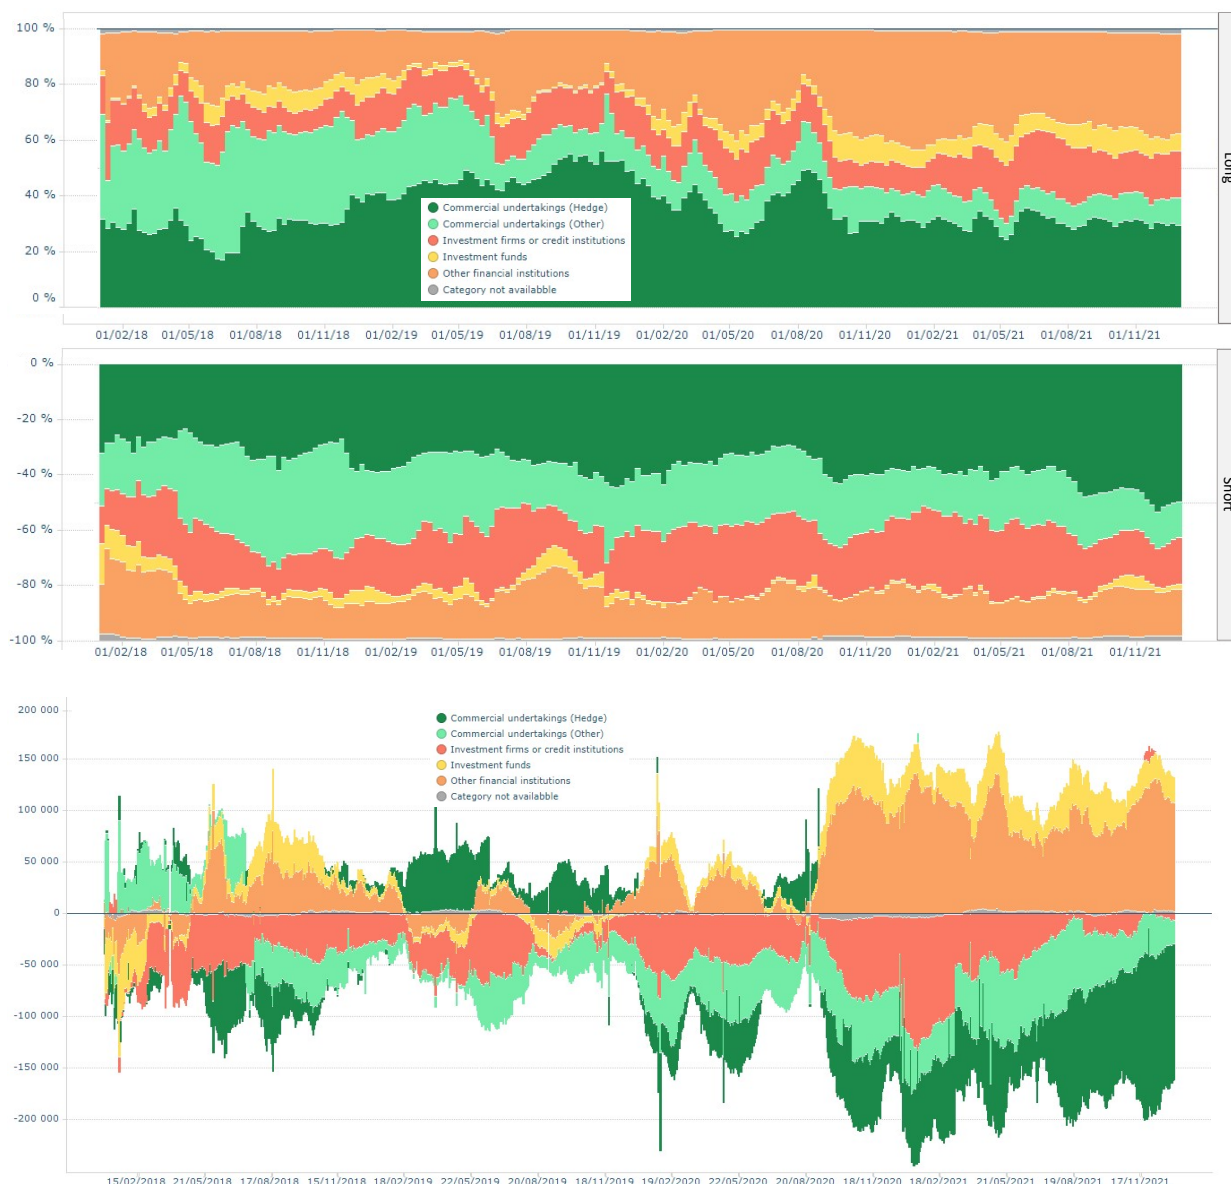 100 %
80 %
60 %
40 %
20 %
0 %
Long
Commercial undertakings (Hedge)
Commercial undertakings (Other)
Investment firms or credit institutions
Investment funds
Other financial institutions
Category not availabble
01/02/18 01/05/18 01/08/18 01/11/18 01/02/19 01/05/19 01/08/19 01/11/19 01/02/20 01/05/20 01/08/20 01/11/20 01/02/21 01/05/21 01/08/21 01/11/21
0 %
-20 %
-40 %
-60 %
-80 %
-100 %
Short
01/02/18 01/05/18 01/08/18 01/11/18 01/02/19 01/05/19 01/08/19 01/11/19 01/02/20 01/05/20 01/08/20 01/11/20 01/02/21 01/05/21 01/08/21 01/11/21
200 000
150 000
100 000
50 000
0
-50 000
-100 000
-150 000
-200 000
Commercial undertakings (Hedge)
Commercial undertakings (Other)
Investment firms or credit institutions
Investment funds
Other financial institutions
Category not availabble
15/02/2018 21/05/2018 17/08/2018 15/11/2018 18/02/2019 22/05/2019 20/08/2019 18/11/2019 19/02/2020 22/05/2020 20/08/2020 18/11/2020 18/02/2021 21/05/2021 19/08/2021 17/11/2021